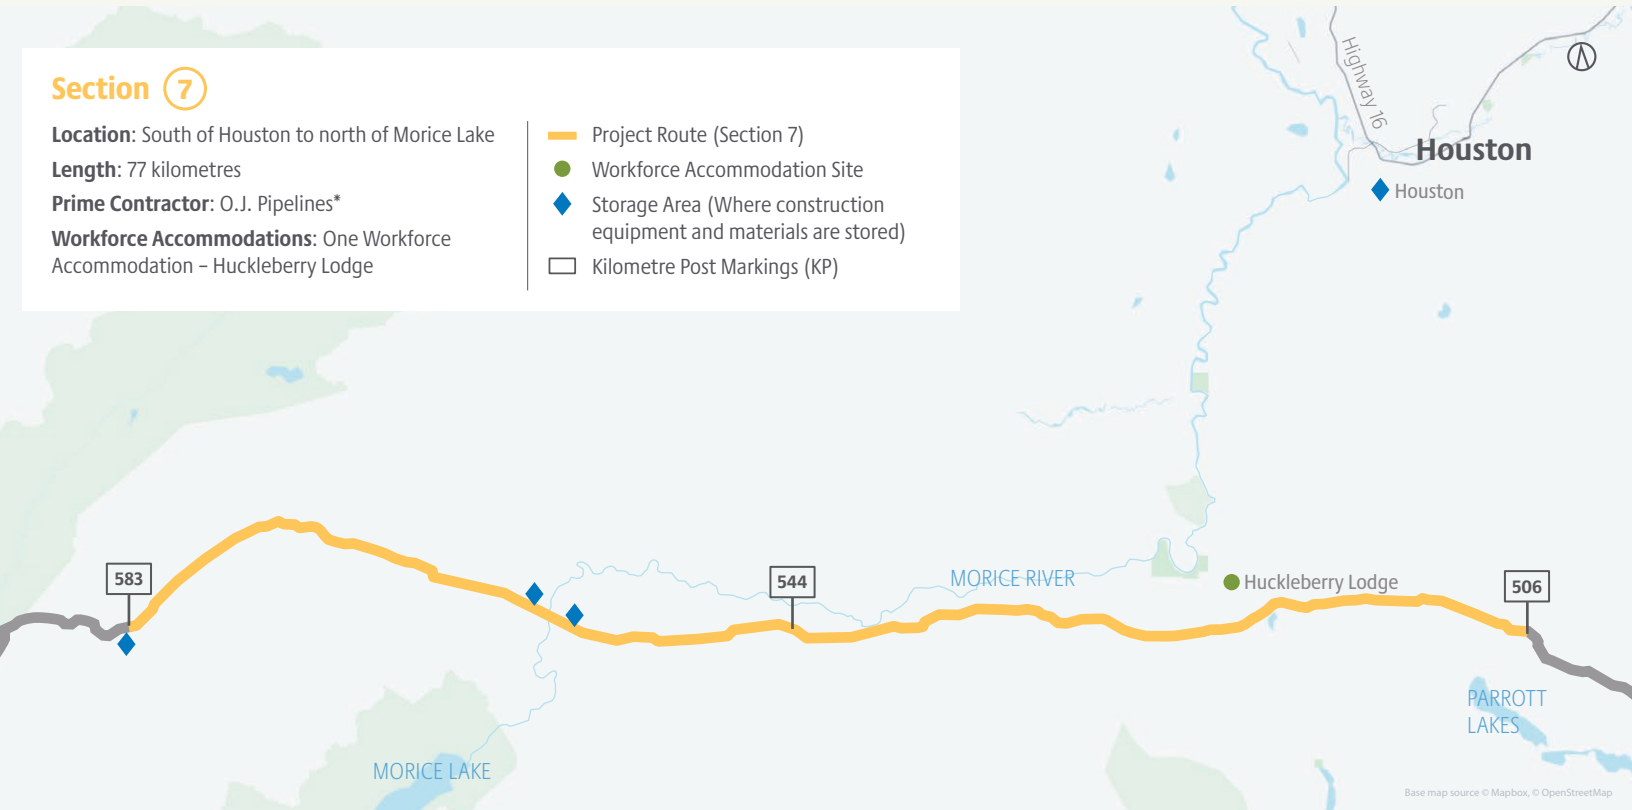 Section 7
Location: South of Houston to north of Morice Lake
Length: 77 kilometres
Prime Contractor: O.J. Pipelines*
Workforce Accommodations: One Workforce
Accommodation – Huckleberry Lodge
Project Route (Section 7)
Workforce Accommodation Site
Storage Area (Where construction
equipment and materials are stored)
Kilometre Post Markings (KP)
Highway 16
Houston
Houston
583
544
MORICE RIVER
Huckleberry Lodge
506
PARROTT
LAKES
MORICE LAKE
Base map source © Mapbox, © OpenStreetMap